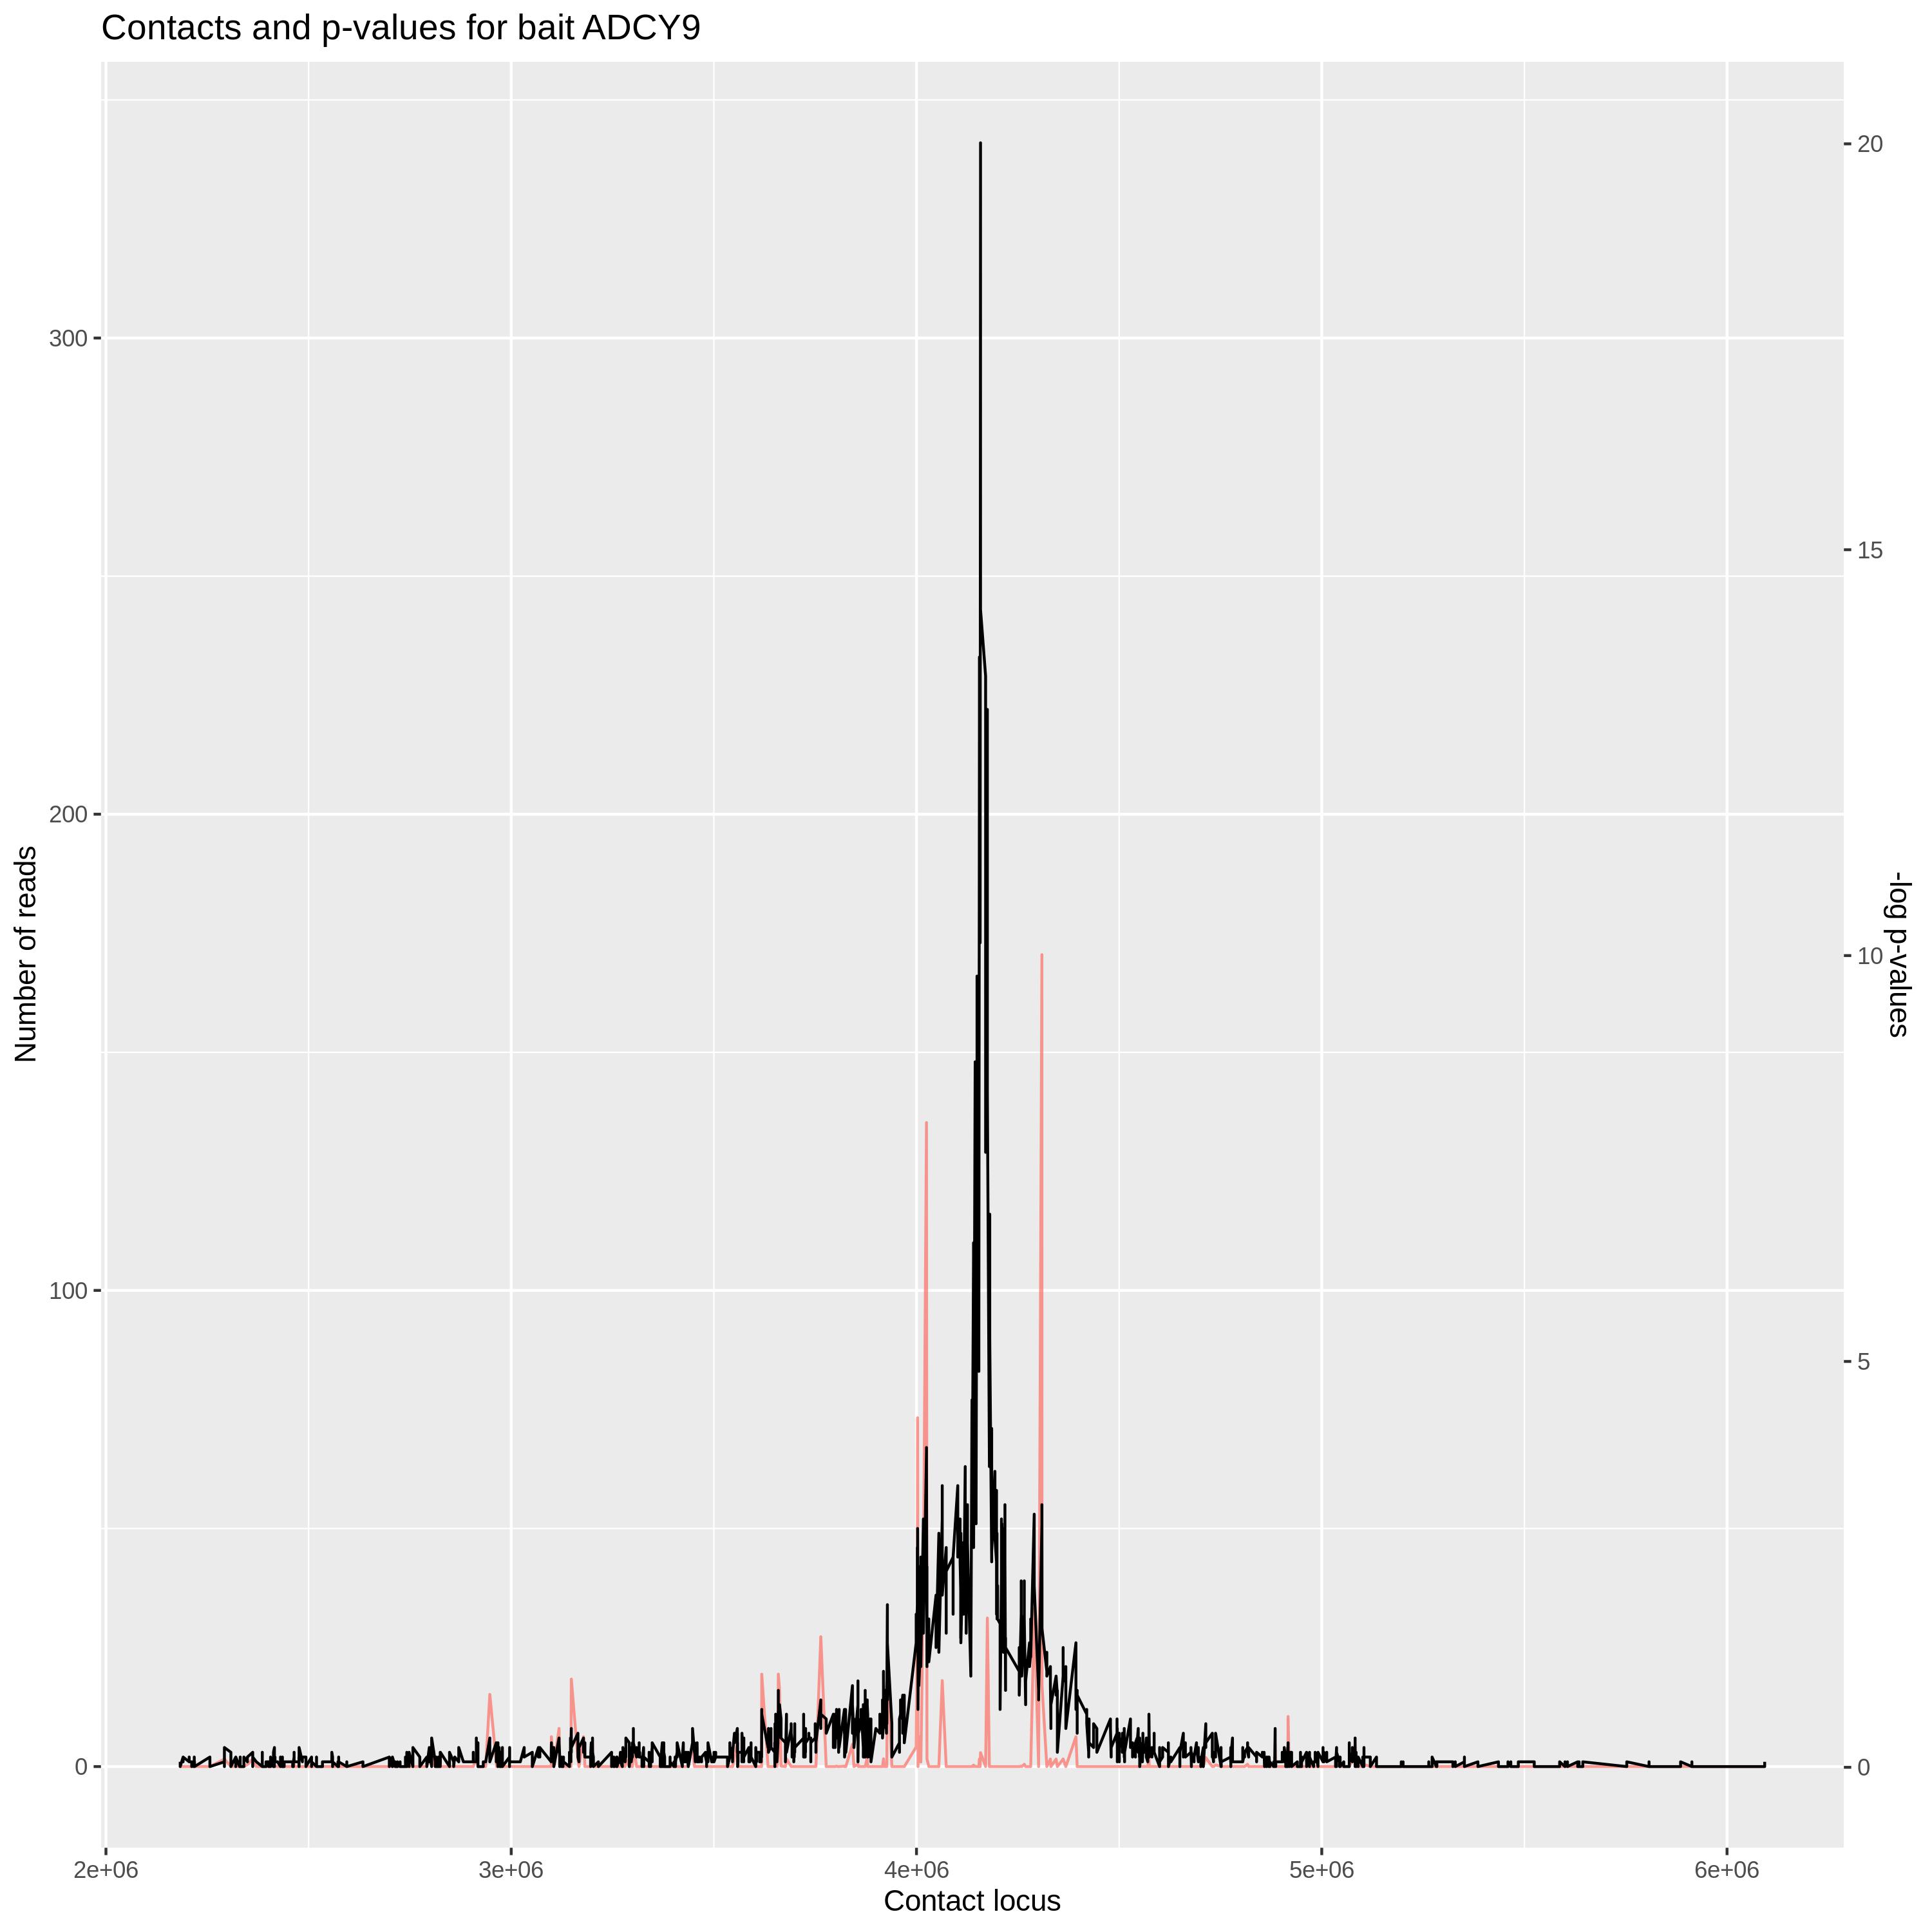 Contacts and p-values for bait ADCY9
300
200
100
0
Number of reads
20
15
10
5
0
-log p-values
2e+06
3e+06
4e+06
5e+06
6e+06
Contact locus